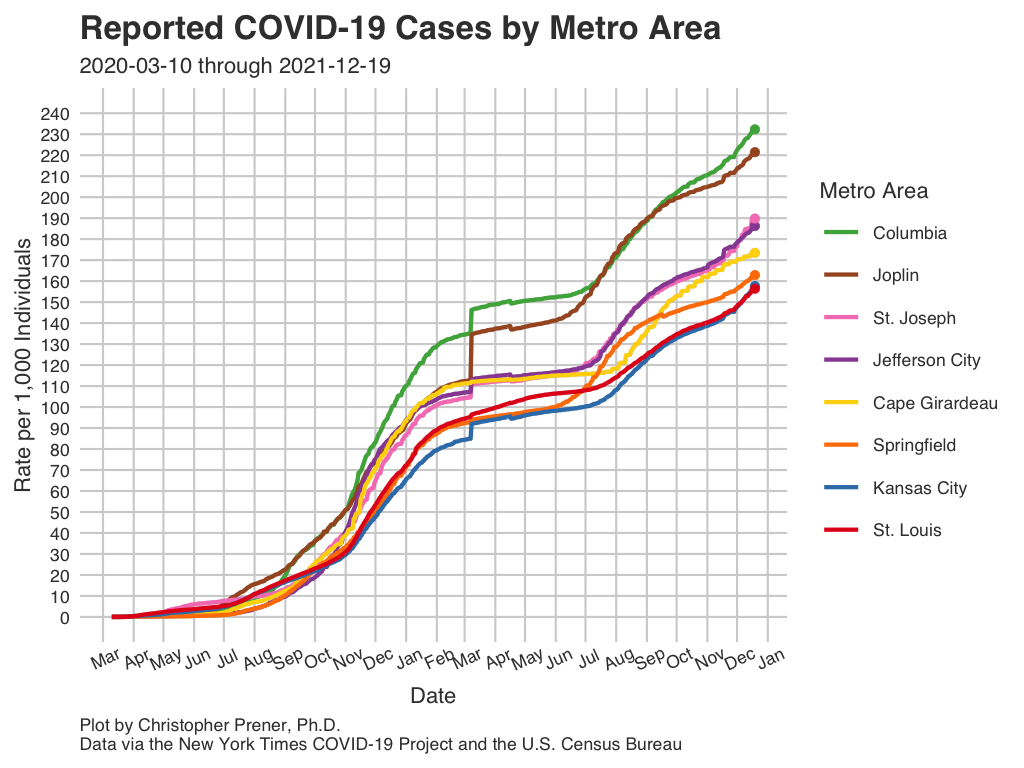 Reported COVID-19 Cases by Metro Area
2020-03-10 through 2021-12-19
240
230
220
210
200
190
180
170
160
150
140
130
120
110
100
90
80
70
60
50
40
30
20
10
0
Rate per 1,000 Individuals
Mar Apr May Jun Jul Aug Sep Oct Nov Dec Jan Feb Mar Apr May Jun Jul Aug Sep Oct Nov Dec Jan
Date
Metro Area
Columbia
Joplin
St. Joseph
Jefferson City
Cape Girardeau
Springfield
Kansas City
St. Louis
Plot by Christopher Prener, Ph.D.
Data via the New York Times COVID-19 Project and the U.S. Census Bureau